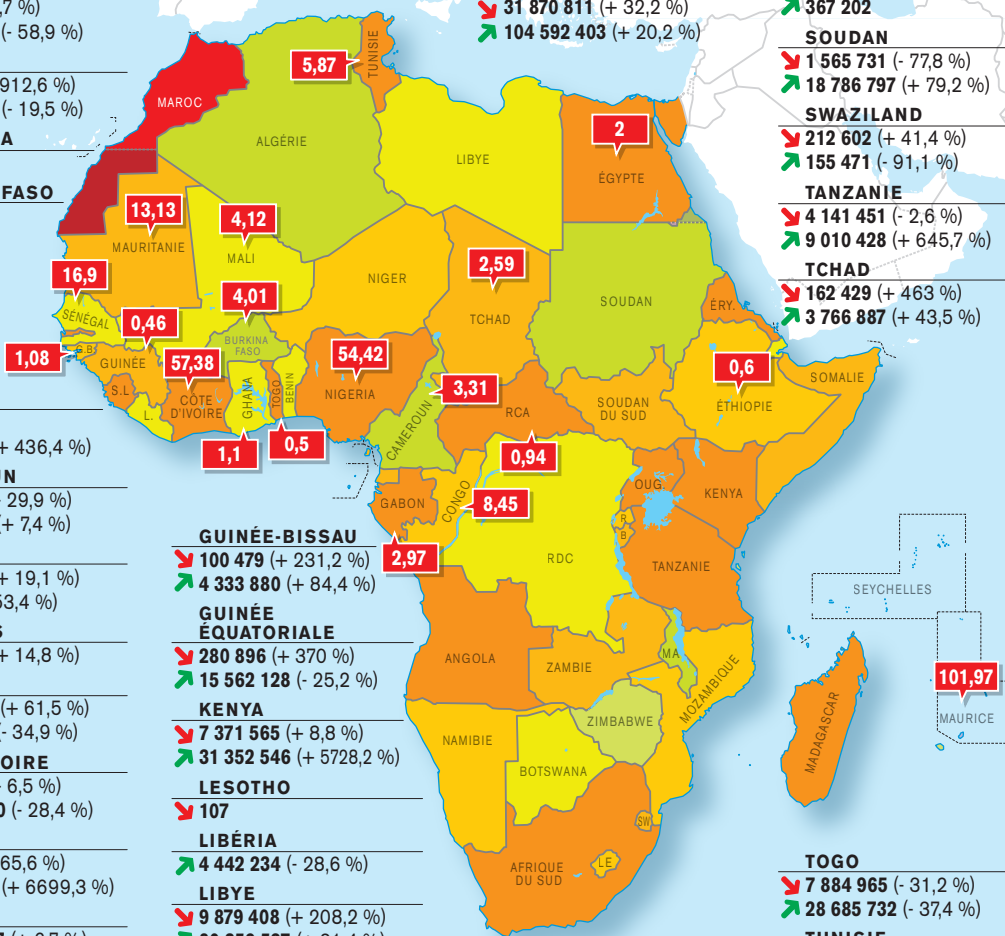 ,7 %)
(- 58,9 %)
912,6 %)
(- 19,5 %)
A
FASO
+ 436,4 %)
- 29,9 %)
(+ 7,4 %)
+ 19,1 %)
53,4 %)
S
+ 14,8 %)
(+ 61,5 %)
- 34,9 %)
OIRE
- 6,5 %)
0 (- 28,4 %)
65,6 %)
(+ 6699,3 %)
31 870 811 (+ 32,2 %)
104 592 403 (+ 20,2 %)
367 202
SOUDAN
1 565 731 (- 77,8 %)
18 786 797 (+ 79,2 %)
SWAZILAND
212 602 (+ 41,4 %)
155 471 (- 91,1 %)
TANZANIE
4 141 451 (- 2,6 %)
9 010 428 (+ 645,7 %)
TCHAD
162 429 (+ 463 %)
3 766 887 (+ 43,5 %)
5,87
TUNISIE
MAROC
ALGÉRIE
LIBYE
2
ÉGYPTE
13,13
MAURITANIE
4,12
MALI
16,9
SÉNÉGAL
4,01
BURKINA
FASO
NIGER
2,59
TCHAD
SOUDAN
ÉRY.
0,46
1,08
G.B.
GUINÉE
S.L
L.
57,38
CÔTE
D'IVOIRE
GHANA
TOGO
BENIN
1,1
0,5
54,42
NIGERIA
3,31
CAMEROUN
RCA
0,94
SOUDAN
DU SUD
0,6
ÉTHIOPIE
SOMALIE
GABON
CONGO
8,45
2,97
OUG.
KENYA
R
B
RDC
TANZANIE
SEYCHELLES
ANGOLA
ZAMBIE
MA
MOZAMBIQUE
101,97
MAURICE
MADAGASCAR
NAMIBIE
ZIMBABWE
BOTSWANA
SW
LE
AFRIQUE
DU SUD
GUINÉE-BISSAU
100 479 (+ 231,2 %)
4 333 880 (+ 84,4 %)
GUINÉE
ÉQUATORIALE
280 896 (+ 370 %)
15 562 128 (- 25,2 %)
KENYA
7 371 565 (+ 8,8 %)
31 352 546 (+ 5728,2 %)
LESOTHO
107
LIBÉRIA
4 442 234 (- 28,6 %)
LIBYE
9 879 408 (+ 208,2 %)
TOGO
7 884 965 (- 31,2 %)
28 685 732 (- 37,4 %)
TUNISIE